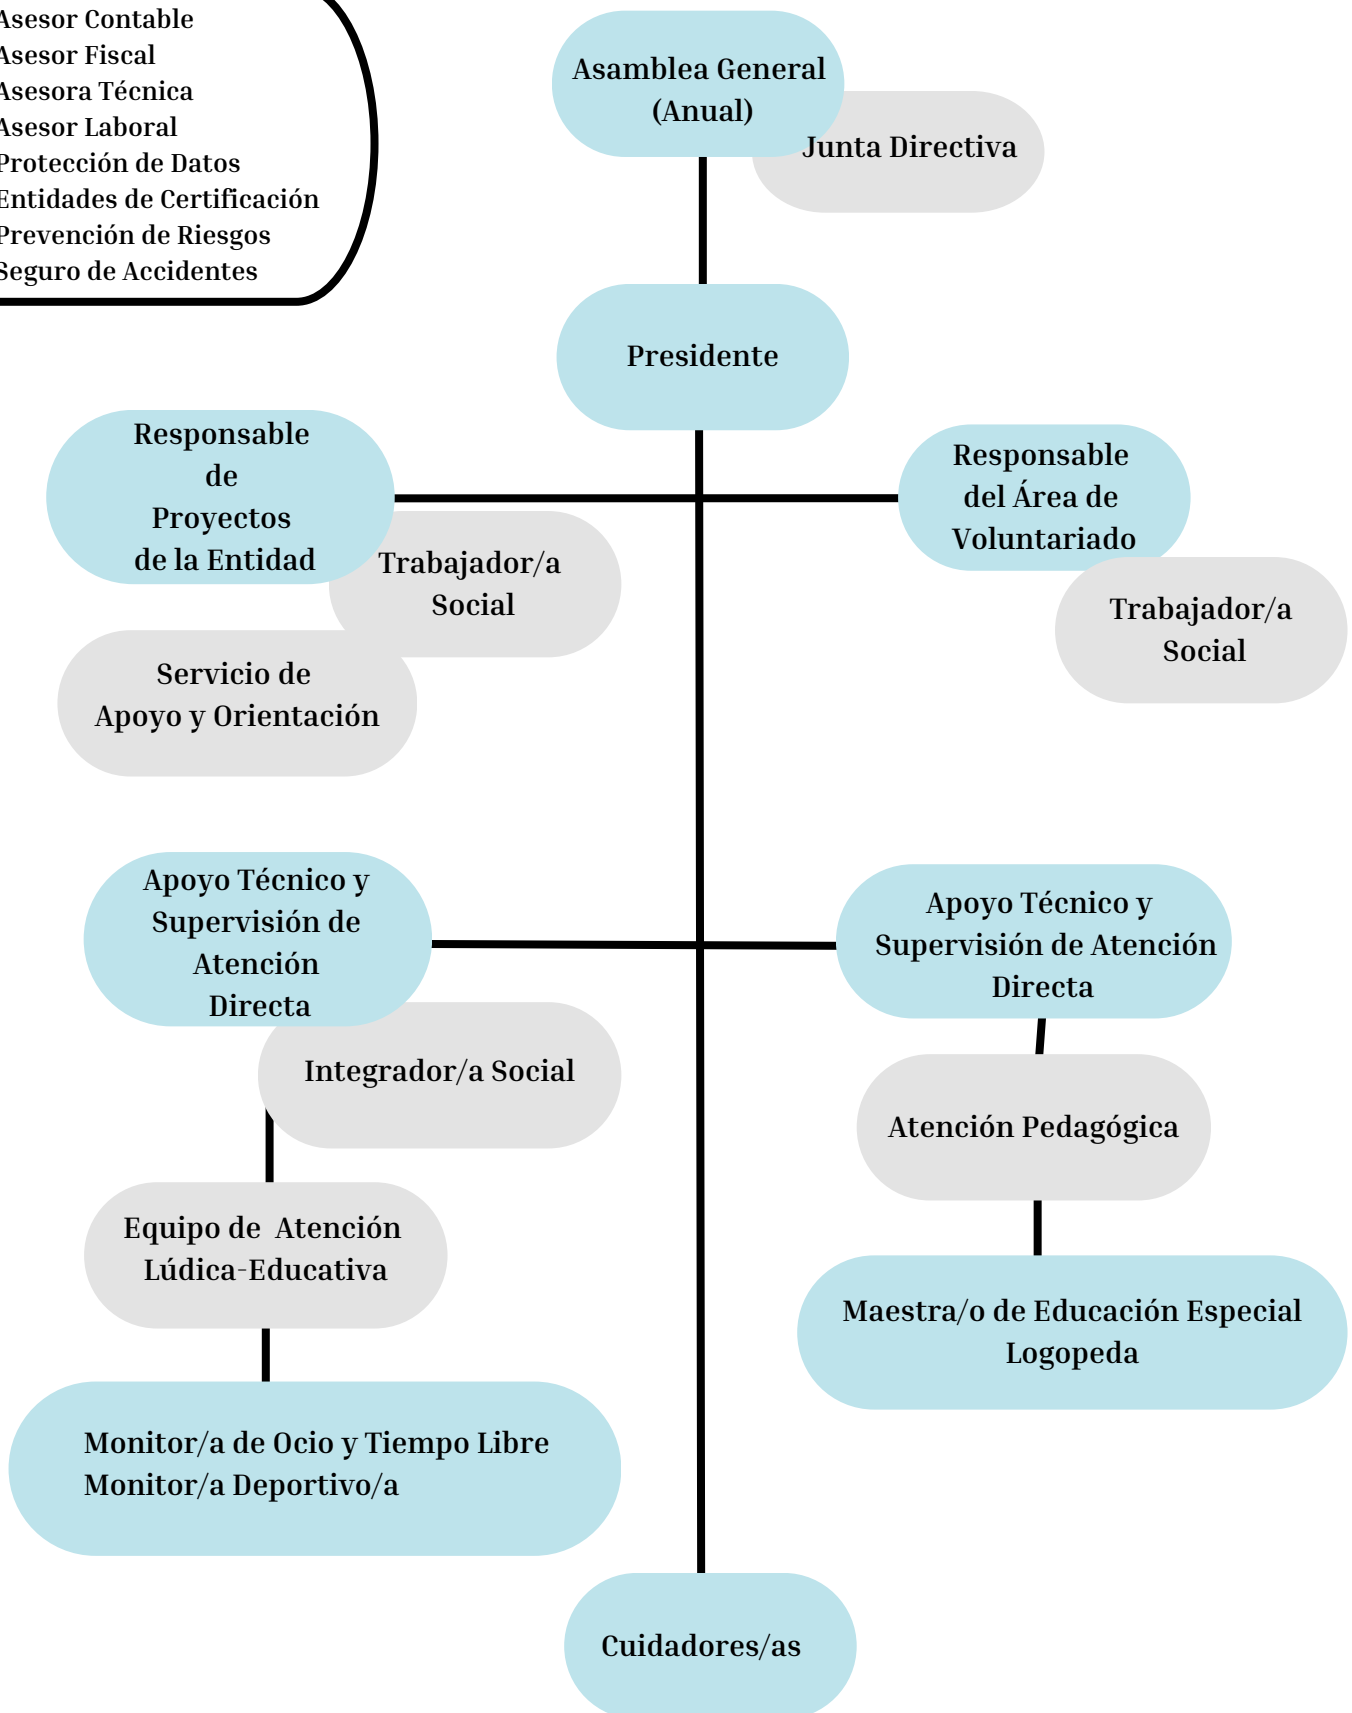 Asesor Contable
Asesor Fiscal
Asesora Técnica
Asesor Laboral
Protección de Datos
Entidades de Certificación
Prevención de Riesgos
Seguro de Accidentes
Asamblea General
(Anual)
Junta Directiva
Presidente
Responsable
de
Proyectos
de la Entidad
Trabajador/a
Social
Servicio de
Apoyo y Orientación
Responsable
del Área de
Voluntariado
Trabajador/a
Social
Apoyo Técnico y
Supervisión de
Atención
Directa
Integrador/a Social
Equipo de Atención
Lúdica-Educativa
Monitor/a de Ocio y Tiempo Libre
Monitor/a Deportivo/a
Apoyo Técnico y
Supervisión de Atención
Directa
Atención Pedagógica
Maestra/o de Educación Especial
Logopeda
Cuidadores/as